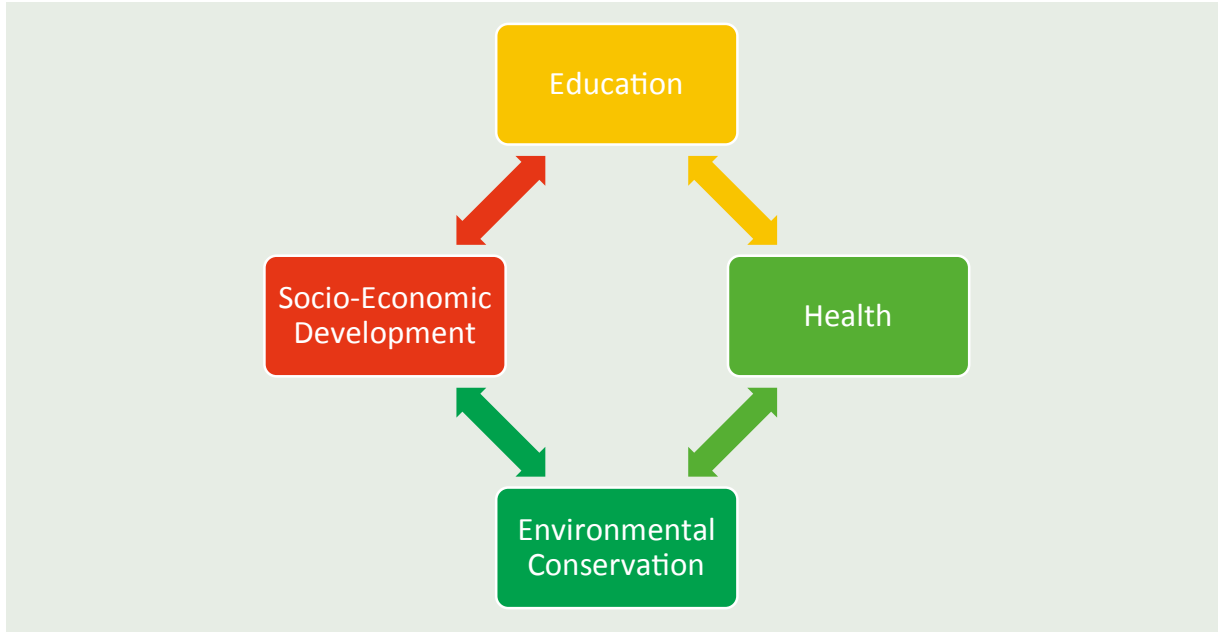 Education
Socio-Economic
Development
Health
Environmental
Conservation